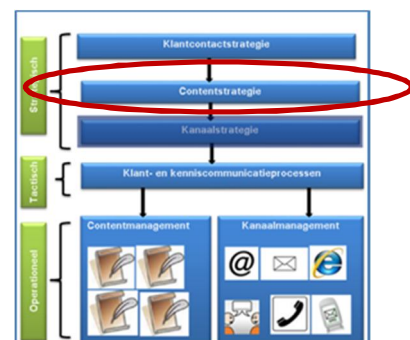 Strategisch
Klantcontactstrategie
Contentstrategie
Kanaalstrategie
Tactisch
Klant- en kenniscommunicatieprocessen
Operationeel
Contentmanagement
Kanaalmanagement
@